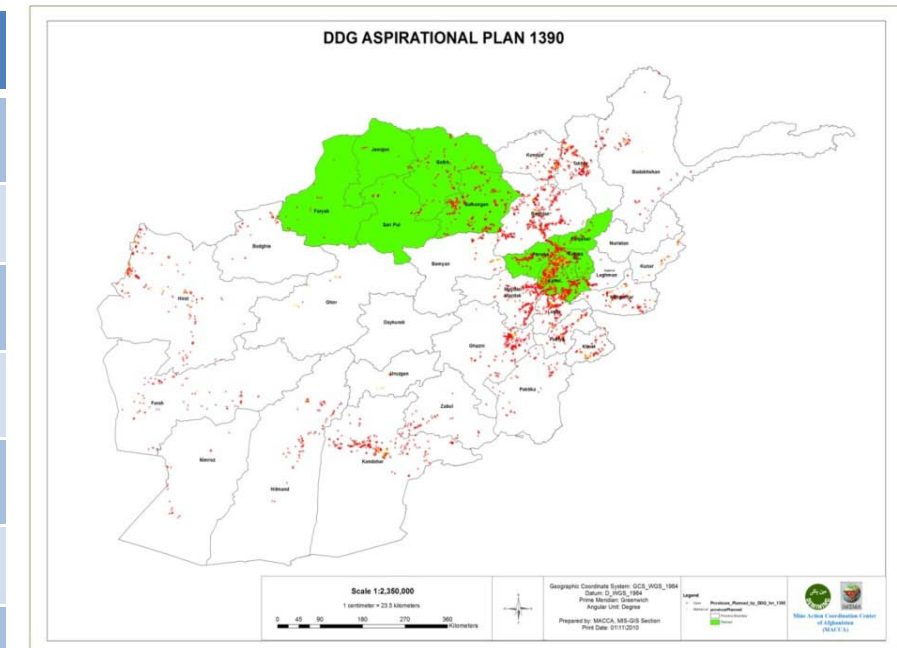 DDG ASPIRATIONAL PLAN 1390
Jawzjan
Balkh
Kunduz
Takhar
Badakhshan
Faryab
Samangan
Sari Pul
Baghlan
Badghis
Bamyan
Parwan
Nuristan
Kunar
Laghman
Hirat
Ghor
Daykundi
Ghazni
Paktya
Khost
Uruzgan
Paktika
Farah
Zabul
Nimroz
Hilmand
Kandahar
Scale 1:2,350,000
1 centimeter = 23.5 kilometers
0 45 90 180 270 360
Kilometers
Geographic Coordinate System: GCS_WGS_1984
Datum: D_WGS_1984
Prime Meridian: Greenwich
Angular Unit: Degree
Prepared by: MACCA, MIS-GIS Section
Print Date: 01/11/2010
Legend
Provinces_Planned_by_DDG_for_1390
Mine Action Coordination Center
of Afghanistan
(MACCA)